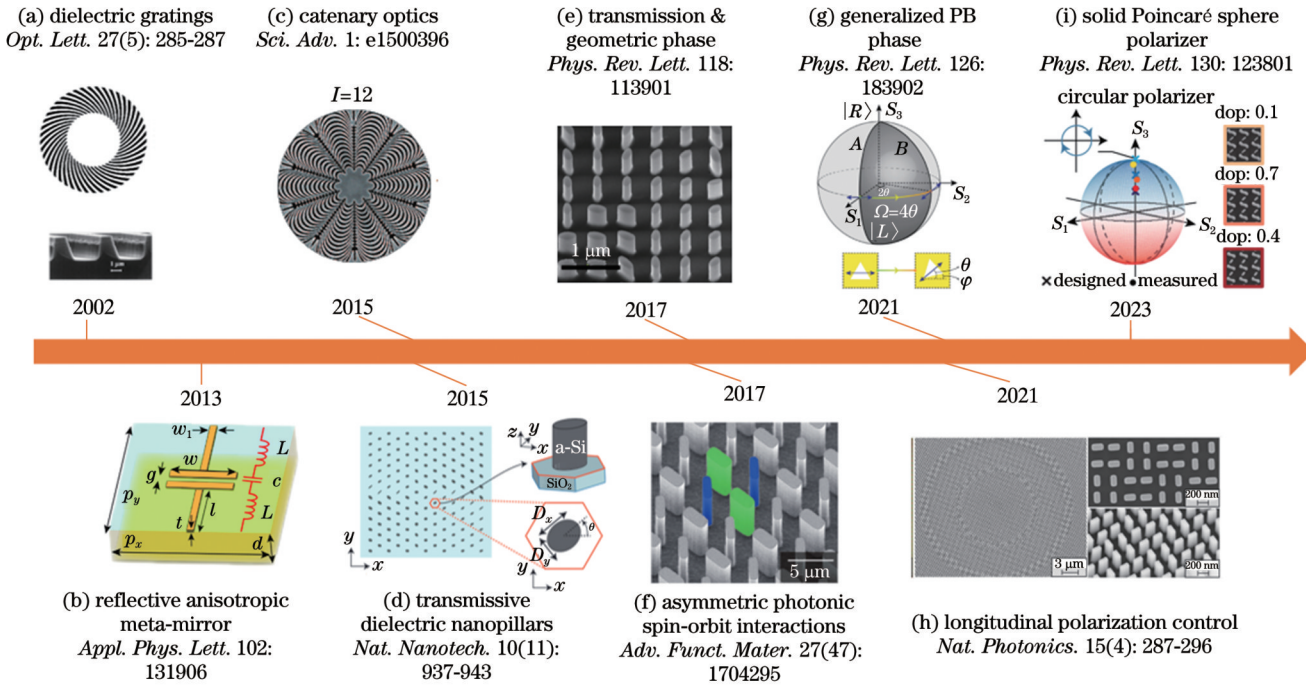 (a) dielectric gratings
Opt. Lett. 27(5): 285-287
1 μm
2002
(c) catenary optics
Sci. Adv. 1: e1500396
I=12
2015
(e) transmission &
geometric phase
Phys. Rev. Lett. 118:
113901
1 μm
2017
(g) generalized PB
phase
Phys. Rev. Lett. 126:
183902
|R⟩
S3
A
B
2θ
S2
S1
Ω=4θ
|L⟩
θ
φ
2021
(i) solid Poincaré sphere
polarizer
Phys. Rev. Lett. 130: 123801
circular polarizer
S3
dop: 0.1
dop: 0.7
S1
S2
dop: 0.4
×designed ●measured
2023
2013
w1
L
w
g
c
py
l
L
t
px
d
(b) reflective anisotropic
meta-mirror
Appl. Phys. Lett. 102:
131906
2015
z
y
x
a-Si
SiO2
Dx
θ
Dy
y
x
y
x
(d) transmissive
dielectric nanopillars
Nat. Nanotech. 10(11):
937-943
2017
5 μm
(f) asymmetric photonic
spin-orbit interactions
Adv. Funct. Mater. 27(47):
1704295
2021
200 nm
3 μm
200 nm
(h) longitudinal polarization control
Nat. Photonics. 15(4): 287-296